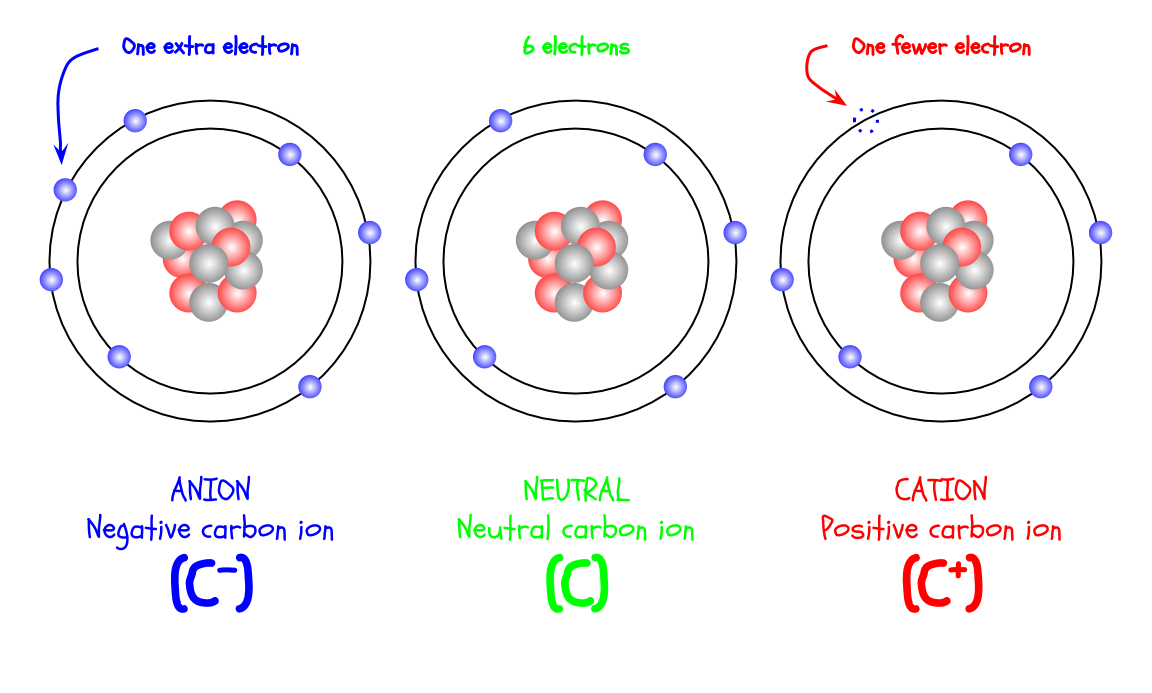 One extra electron
6 electrons
One fewer electron
ANION
Negative carbon ion
(C⁻)
NEUTRAL
Neutral carbon ion
(C)
CATION
Positive carbon ion
(C⁺)